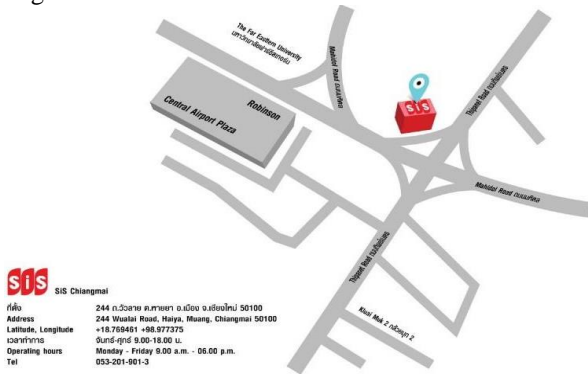 The Far Eastern University
มหาวิทยาลัยฟาร์อีสเทอร์น
Mahidol Road ถนนมหิดล
Robinson
Central Airport Plaza
SiS
Thipanet Road ถนนทิพย์เนตร
Mahidol Road ถนนมหิดล
Thipanet Road ถนนทิพย์เนตร
Klual Mok 2 กล้วยมุก 2
SiS SiS Chiangmai
ที่ตั้ง 244 ถ.วัวลาย ต.หายยา อ.เมือง จ.เชียงใหม่ 50100
Address 244 Wualai Road, Haiya, Muang, Chiangmai 50100
Latitude, Longitude +18.769461 +98.977375
เวลาทำการ จันทร์-ศุกร์ 9.00-18.00 น.
Operating hours Monday - Friday 9.00 a.m. - 06.00 p.m.
Tel 053-201-901-3